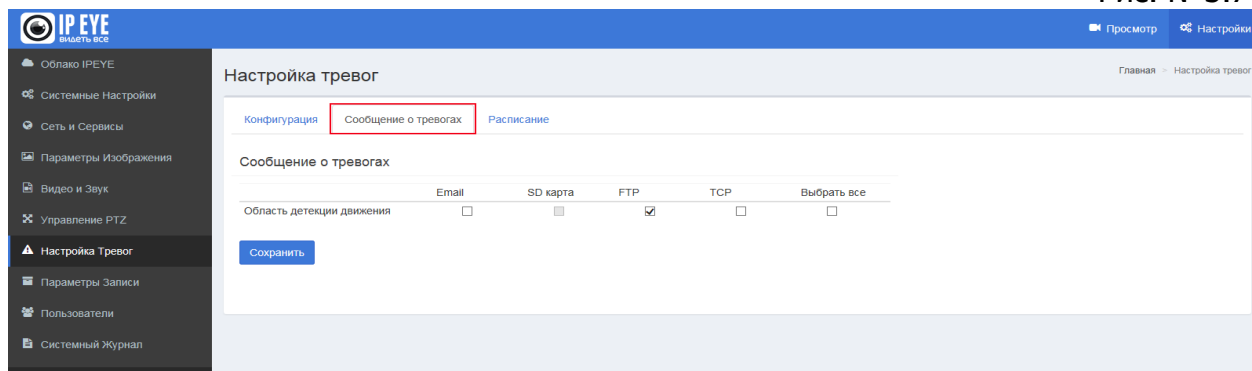 IP EYE
видеть все
Просмотр
Настройки
Облако IPEYE
Системные Настройки
Сеть и Сервисы
Параметры Изображения
Видео и Звук
Управление PTZ
Настройка Тревог
Параметры Записи
Пользователи
Системный Журнал
Настройка тревог
Главная > Настройка тревог
Конфигурация
Сообщение о тревогах
Расписание
Сообщение о тревогах
Email SD карта FTP TCP Выбрать все
Область детекции движения
Сохранить